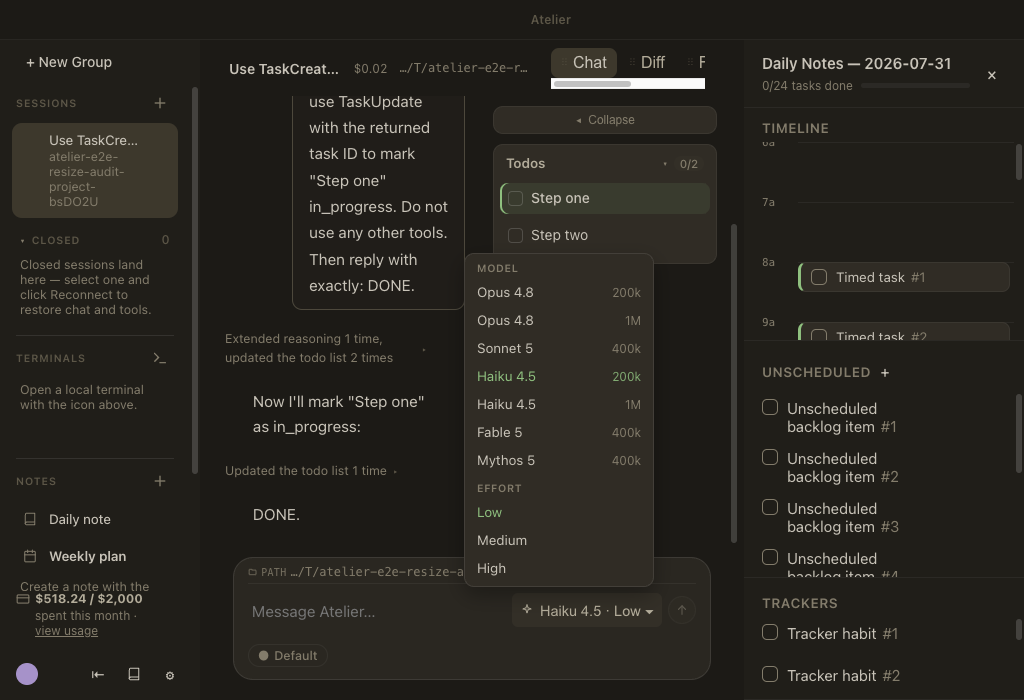 Atelier
+ New Group
SESSIONS
Use TaskCre...
atelier-e2e-
resize-audit-
project-
bsDO2U
CLOSED 0
Closed sessions land
here — select one and
click Reconnect to
restore chat and tools.
TERMINALS
Open a local terminal
with the icon above.
NOTES
Daily note
Weekly plan
Create a note with the
$518.24 / $2,000
spent this month ·
view usage
Use TaskCreat... $0.02 …/T/atelier-e2e-r…
Chat Diff
use TaskUpdate
with the returned
task ID to mark
"Step one"
in_progress. Do not
use any other tools.
Then reply with
exactly: DONE.
Extended reasoning 1 time,
updated the todo list 2 times
Now I'll mark "Step one"
as in_progress:
Updated the todo list 1 time
DONE.
Collapse
Todos 0/2
Step one
Step two
MODEL
Opus 4.8 200k
Opus 4.8 1M
Sonnet 5 400k
Haiku 4.5 200k
Haiku 4.5 1M
Fable 5 400k
Mythos 5 400k
EFFORT
Low
Medium
High
PATH …/T/atelier-e2e-resize-a
Message Atelier...
Haiku 4.5 · Low
Default
Daily Notes — 2026-07-31
0/24 tasks done
TIMELINE
6a
7a
8a
Timed task #1
9a
Timed task #2
UNSCHEDULED +
Unscheduled
backlog item #1
Unscheduled
backlog item #2
Unscheduled
backlog item #3
Unscheduled
backlog item #4
TRACKERS
Tracker habit #1
Tracker habit #2